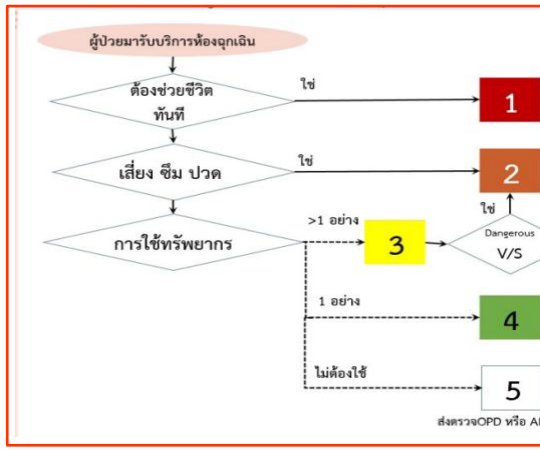 ผู้ป่วยมารับบริการห้องฉุกเฉิน
ต้องช่วยชีวิต
ทันที
ใช่
1
เสี่ยง ซึม ปวด
ใช่
2
การใช้ทรัพยากร
>1 อย่าง
3
ใช่
Dangerous
V/S
1 อย่าง
4
ไม่ต้องใช้
5
ส่งตรวจOPD หรือ